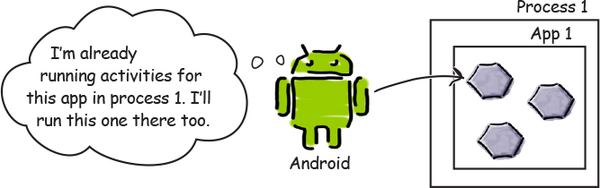 I'm already
running activities for
this app in process 1. I'll
run this one there too.
Android
Process 1
App 1